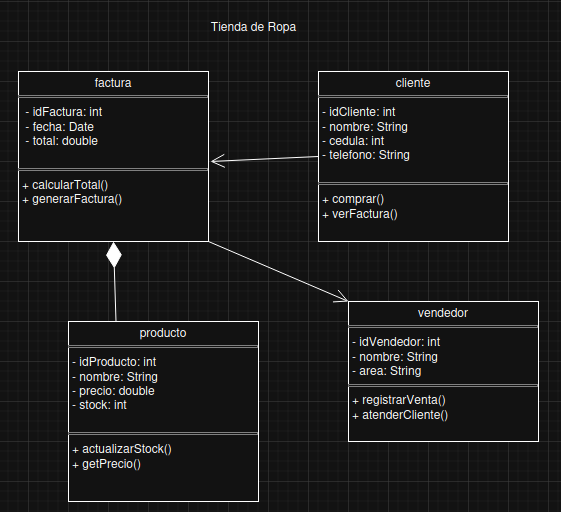 Tienda de Ropa
factura
- idFactura: int
- fecha: Date
- total: double
+ calcularTotal()
+ generarFactura()
cliente
- idCliente: int
- nombre: String
- cedula: int
- telefono: String
+ comprar()
+ verFactura()
producto
- idProducto: int
- nombre: String
- precio: double
- stock: int
+ actualizarStock()
+ getPrecio()
vendedor
- idVendedor: int
- nombre: String
- area: String
+ registrarVenta()
+ atenderCliente()